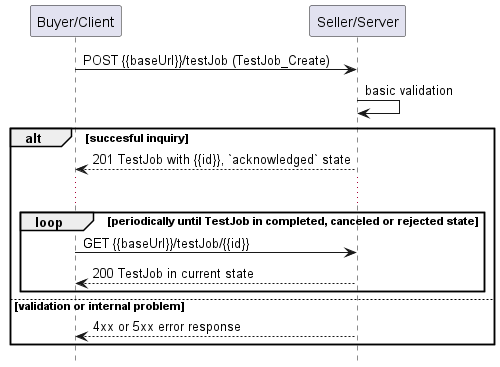 Buyer/Client
Seller/Server
POST {{baseUrl}}/testJob (TestJob_Create)
basic validation
alt [succesful inquiry]
201 TestJob with {{id}}, `acknowledged` state
loop [periodically until TestJob in completed, canceled or rejected state]
GET {{baseUrl}}/testJob/{{id}}
200 TestJob in current state
[validation or internal problem]
4xx or 5xx error response